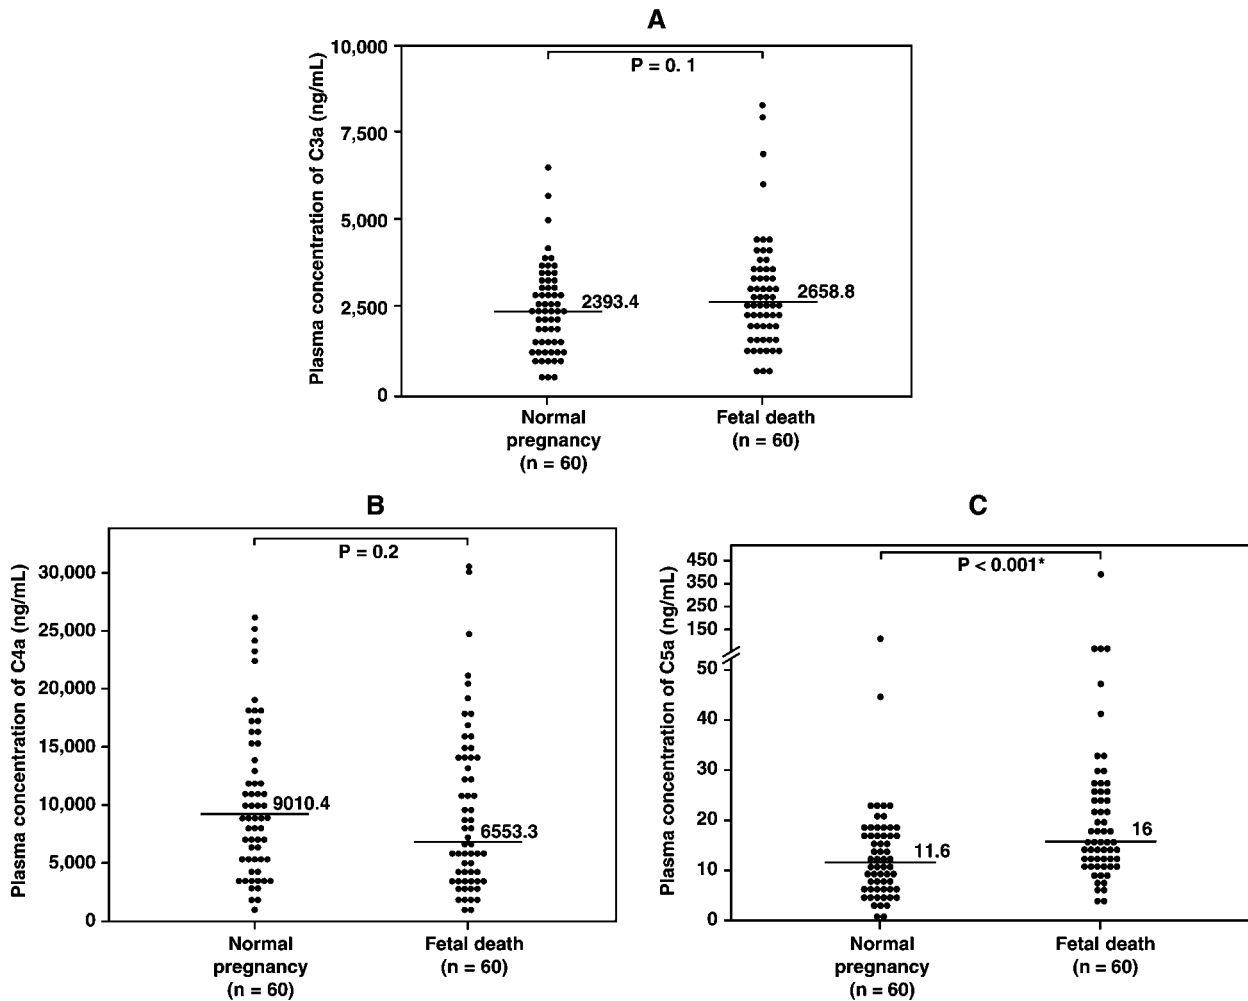 A
Plasma concentration of C3a (ng/mL)
10,000
7,500
5,000
2,500
0
P = 0. 1
2393.4
2658.8
Normal
pregnancy
(n = 60)
Fetal death
(n = 60)
B
Plasma concentration of C4a (ng/mL)
30,000
25,000
20,000
15,000
10,000
5,000
0
P = 0.2
9010.4
6553.3
Normal
pregnancy
(n = 60)
Fetal death
(n = 60)
C
Plasma concentration of C5a (ng/mL)
450
350
250
150
50
40
30
20
10
0
P < 0.001*
11.6
16
Normal
pregnancy
(n = 60)
Fetal death
(n = 60)